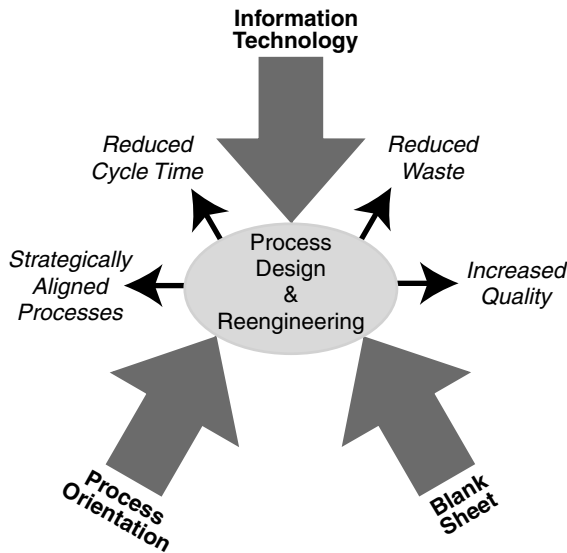 Information
Technology
Reduced
Cycle Time
Reduced
Waste
Process
Design
&
Reengineering
Strategically
Aligned
Processes
Increased
Quality
Process
Orientation
Blank
Sheet